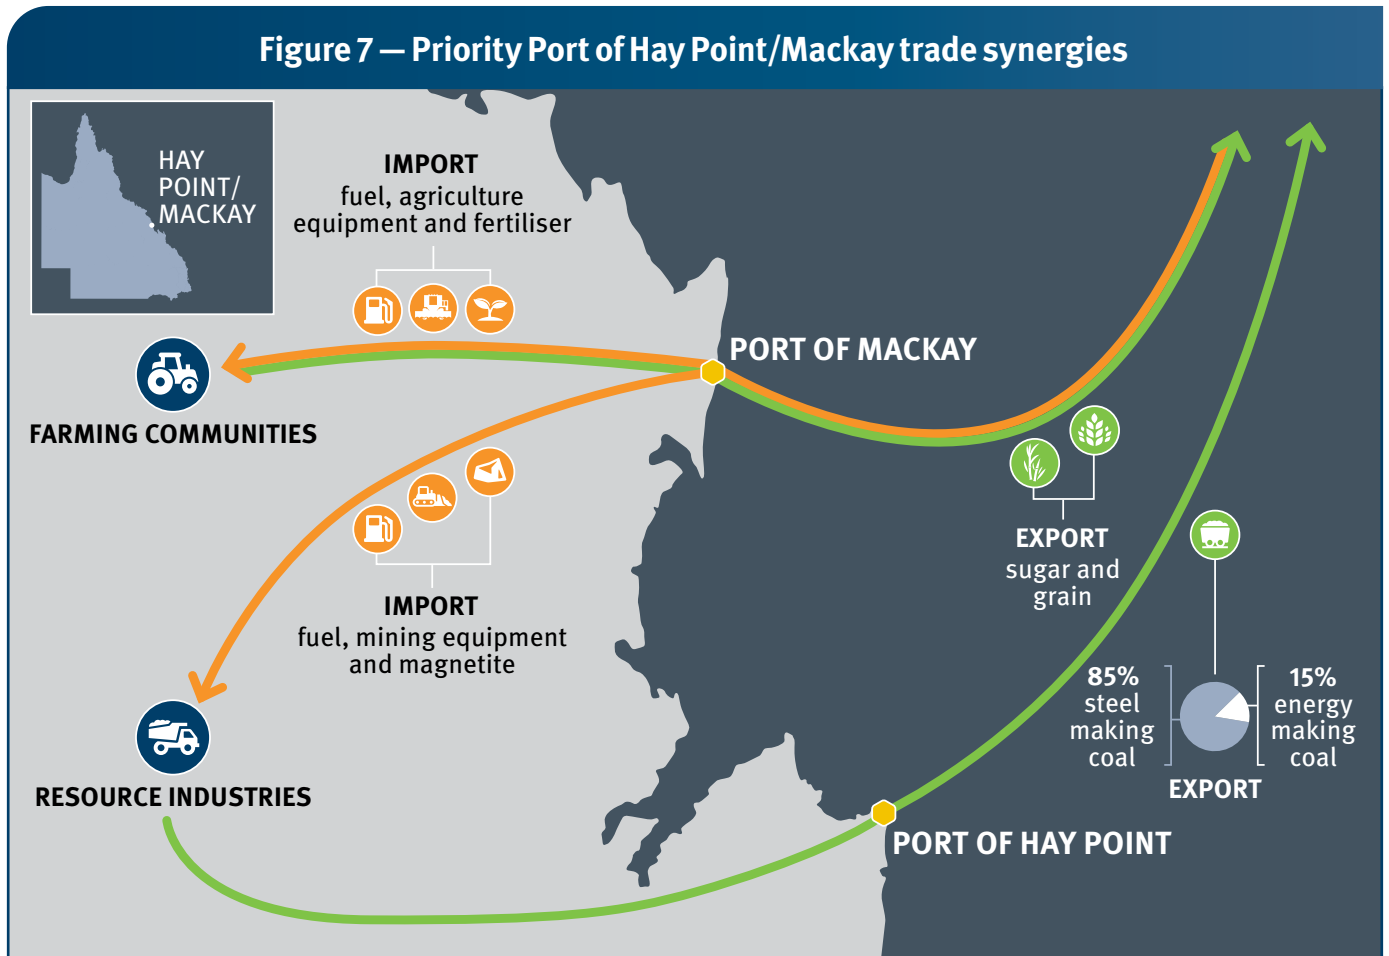 Figure 7 — Priority Port of Hay Point/Mackay trade synergies
HAY
POINT/
MACKAY
IMPORT
fuel, agriculture
equipment and fertiliser
PORT OF MACKAY
FARMING COMMUNITIES
EXPORT
sugar and
grain
IMPORT
fuel, mining equipment
and magnetite
85%
steel
making
coal
15%
energy
making
coal
EXPORT
RESOURCE INDUSTRIES
PORT OF HAY POINT